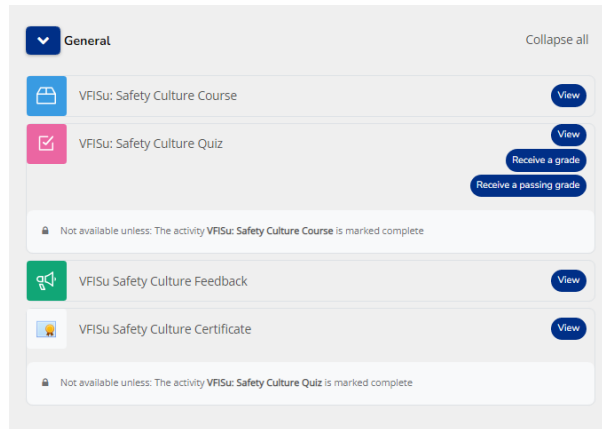 General
Collapse all
VFISu: Safety Culture Course
View
VFISu: Safety Culture Quiz
View
Receive a grade
Receive a passing grade
Not available unless: The activity VFISu: Safety Culture Course is marked complete
VFISu Safety Culture Feedback
View
VFISu Safety Culture Certificate
View
Not available unless: The activity VFISu: Safety Culture Quiz is marked complete